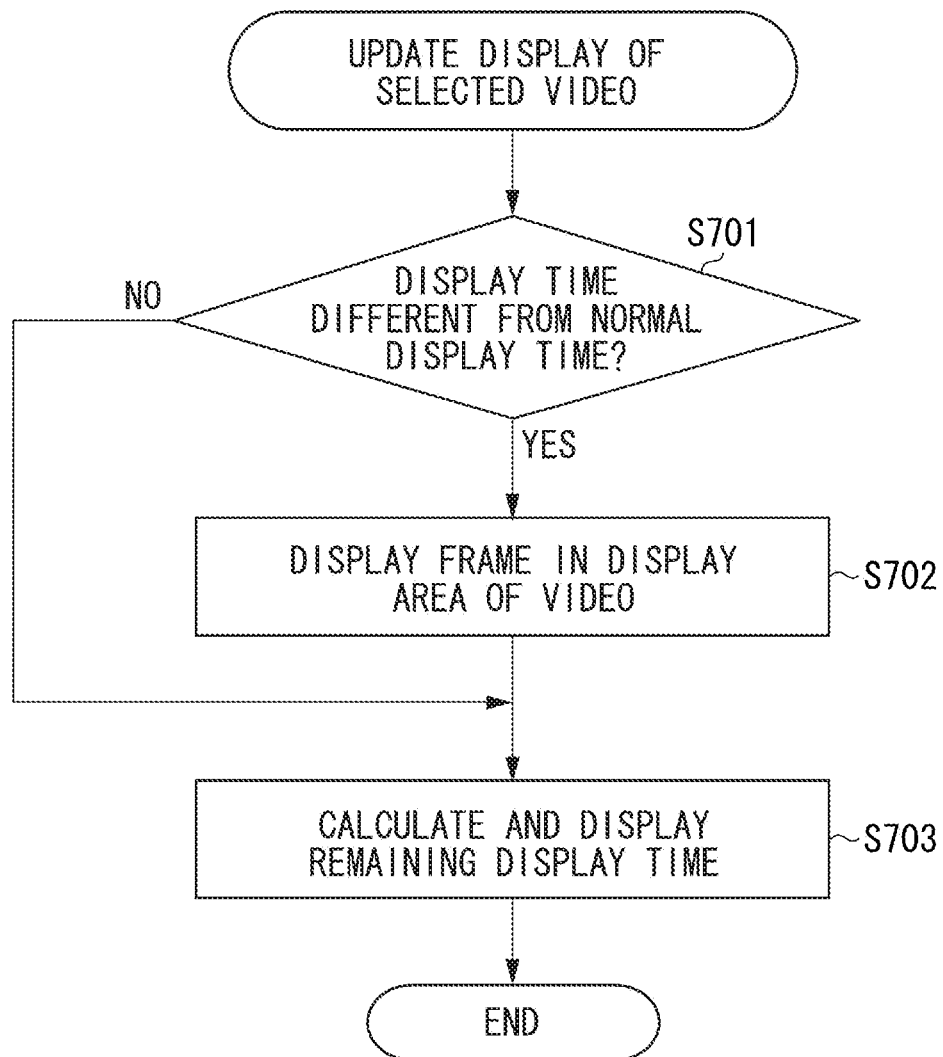 UPDATE DISPLAY OF
SELECTED VIDEO
S701
DISPLAY TIME
DIFFERENT FROM NORMAL
DISPLAY TIME?
NO
YES
DISPLAY FRAME IN DISPLAY
AREA OF VIDEO
S702
CALCULATE AND DISPLAY
REMAINING DISPLAY TIME
S703
END